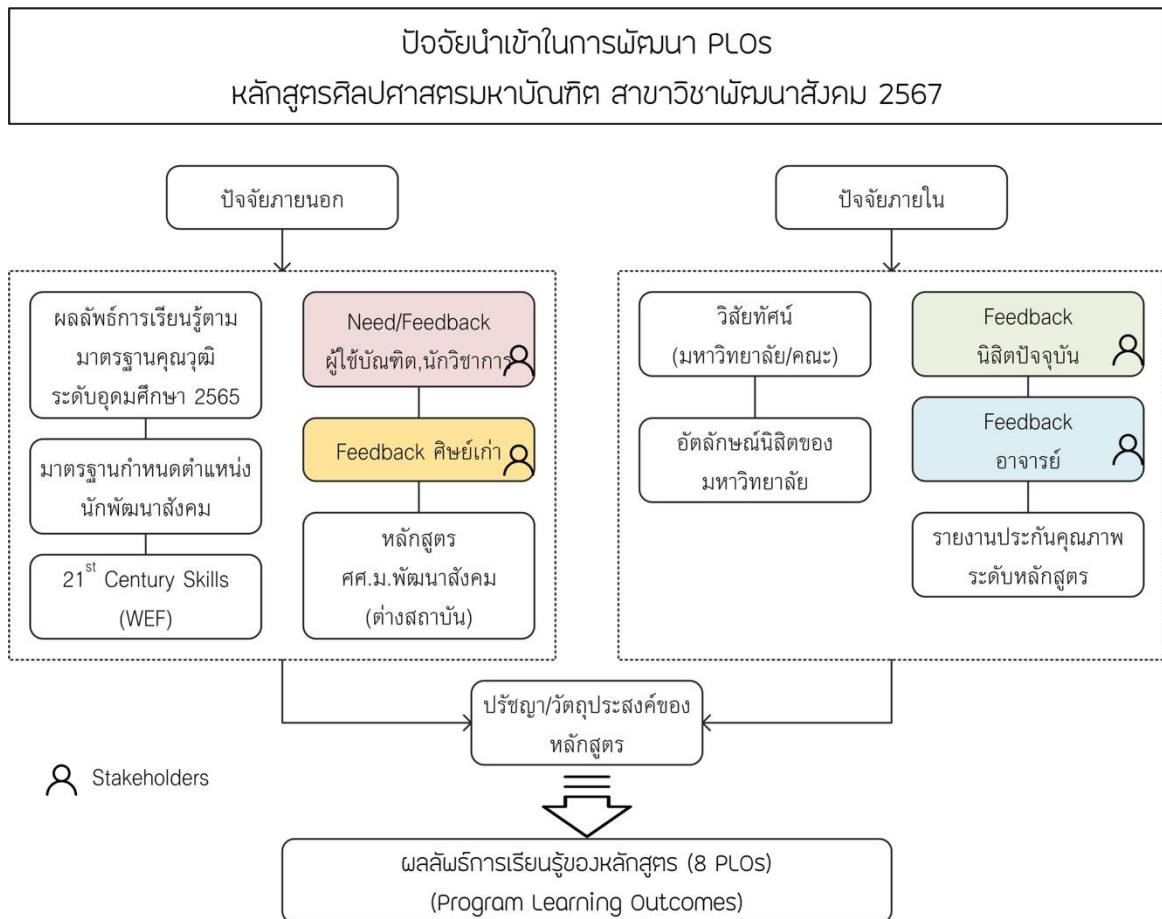 ปัจจัยนำเข้าในการพัฒนา PLOs
หลักสูตรศิลปศาสตรมหาบัณฑิต สาขาวิชาพัฒนาสังคม 2567
ปัจจัยภายนอก
ผลลัพธ์การเรียนรู้ตาม
มาตรฐานคุณวุฒิ
ระดับอุดมศึกษา 2565
มาตรฐานกำหนดตำแหน่ง
นักพัฒนาสังคม
21st Century Skills
(WEF)
Need/Feedback
ผู้ใช้บัณฑิต,นักวิชาการ
Feedback ศิษย์เก่า
หลักสูตร
ศศ.ม.พัฒนาสังคม
(ต่างสถาบัน)
ปัจจัยภายใน
วิสัยทัศน์
(มหาวิทยาลัย/คณะ)
อัตลักษณ์นิสิตของ
มหาวิทยาลัย
Feedback
นิสิตปัจจุบัน
Feedback
อาจารย์
รายงานประกันคุณภาพ
ระดับหลักสูตร
ปรัชญา/วัตถุประสงค์ของ
หลักสูตร
Stakeholders
ผลลัพธ์การเรียนรู้ของหลักสูตร (8 PLOs)
(Program Learning Outcomes)